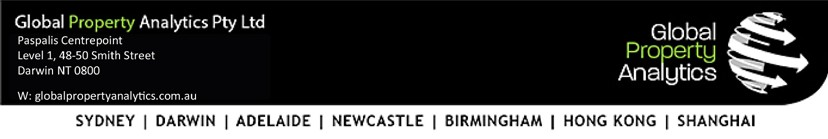 Global Property Analytics Pty Ltd
Paspalis Centrepoint
Level 1, 48-50 Smith Street
Darwin NT 0800
W: globalpropertyanalytics.com.au
Global
Property
Analytics
SYDNEY | DARWIN | ADELAIDE | NEWCASTLE | BIRMINGHAM | HONG KONG | SHANGHAI